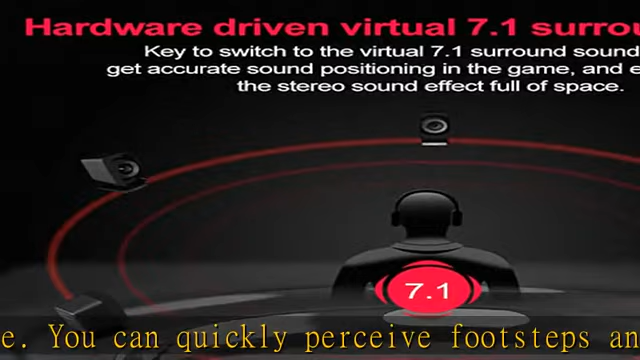 Hardware driven virtual 7.1
Key to switch to the virtual 7.1 surround sound
get accurate sound positioning in the game, and
the stereo sound effect full of space.
7.1
You can quickly perceive footsteps